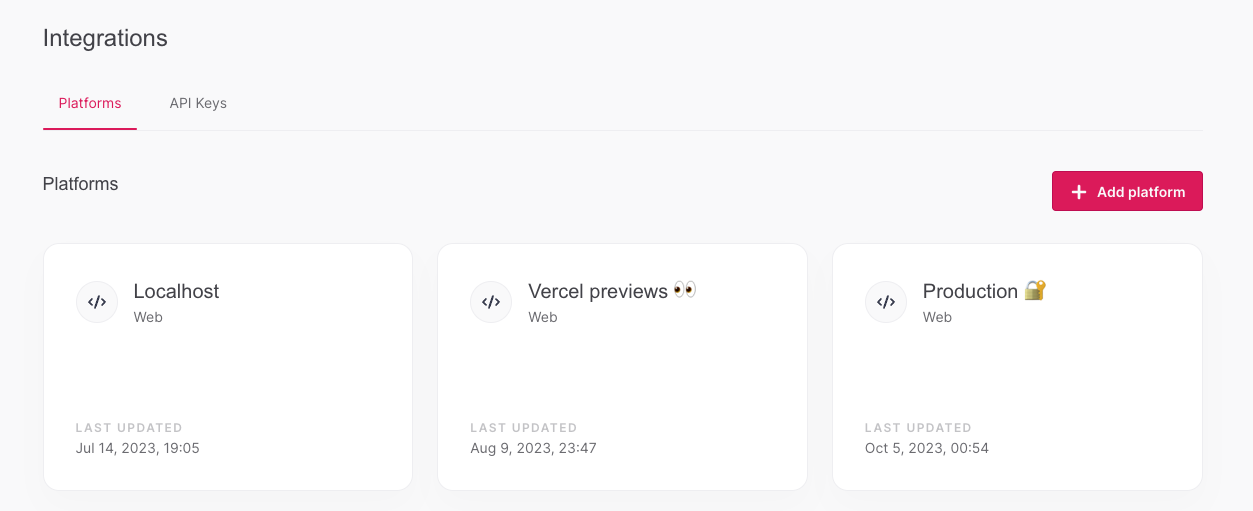 Integrations
Platforms
API Keys
Platforms
Add platform
Localhost
Web
LAST UPDATED
Jul 14, 2023, 19:05
Vercel previews 👀
Web
LAST UPDATED
Aug 9, 2023, 23:47
Production 🔐
Web
LAST UPDATED
Oct 5, 2023, 00:54